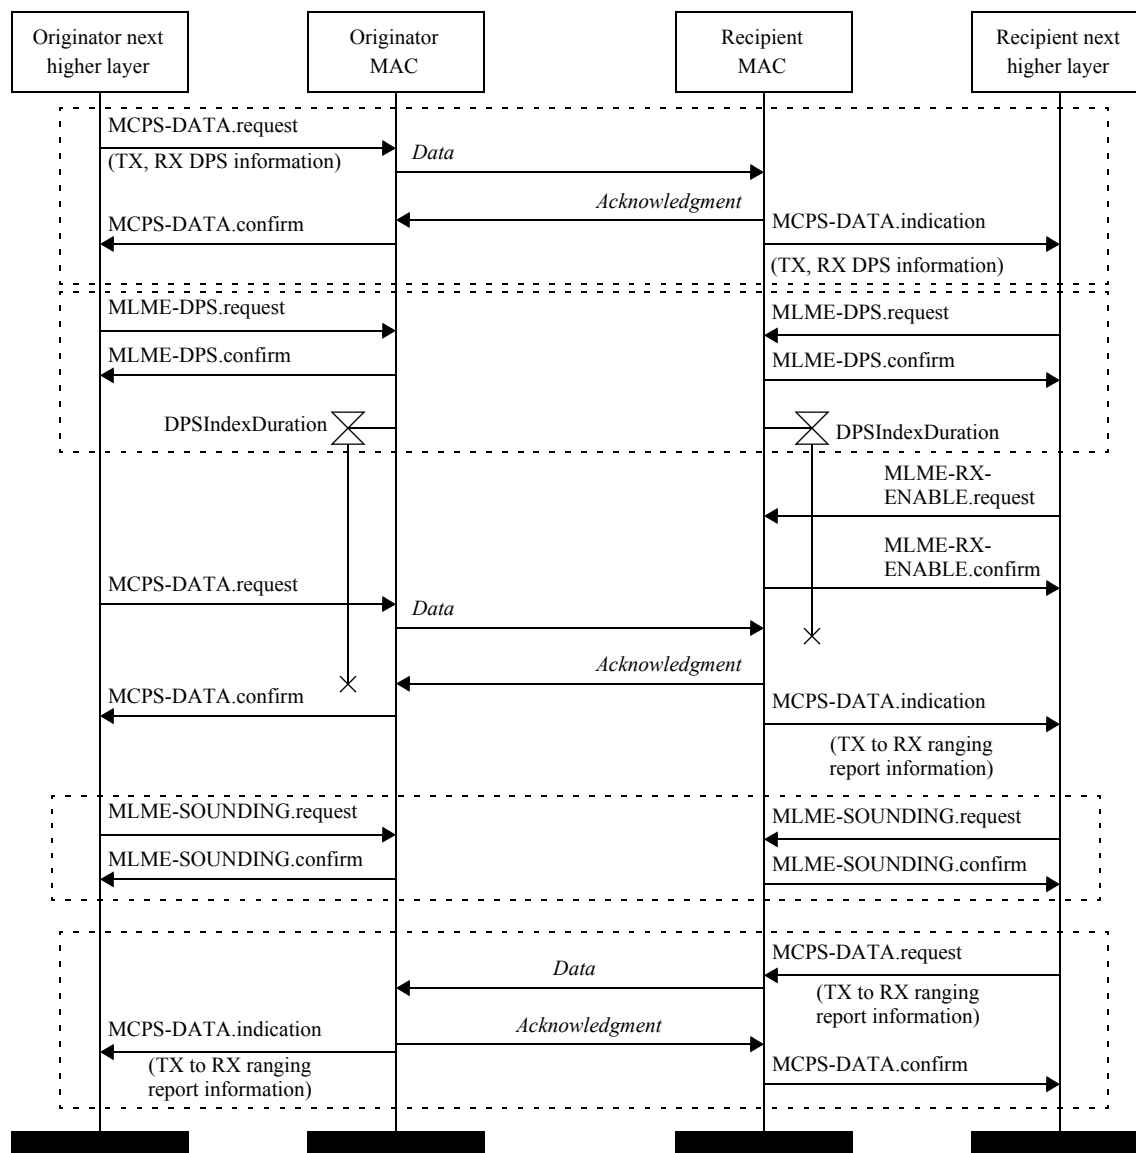 Originator next
higher layer
Originator
MAC
Recipient
MAC
Recipient next
higher layer
MCPS-DATA.request
(TX, RX DPS information)
Data
Acknowledgment
MCPS-DATA.confirm
MCPS-DATA.indication
(TX, RX DPS information)
MLME-DPS.request
MLME-DPS.request
MLME-DPS.confirm
MLME-DPS.confirm
DPSIndexDuration
DPSIndexDuration
MLME-RX-
ENABLE.request
MLME-RX-
ENABLE.confirm
MCPS-DATA.request
Data
Acknowledgment
MCPS-DATA.confirm
MCPS-DATA.indication
(TX to RX ranging
report information)
MLME-SOUNDING.request
MLME-SOUNDING.request
MLME-SOUNDING.confirm
MLME-SOUNDING.confirm
MCPS-DATA.request
Data
(TX to RX ranging
report information)
MCPS-DATA.indication
Acknowledgment
(TX to RX ranging
report information)
MCPS-DATA.confirm